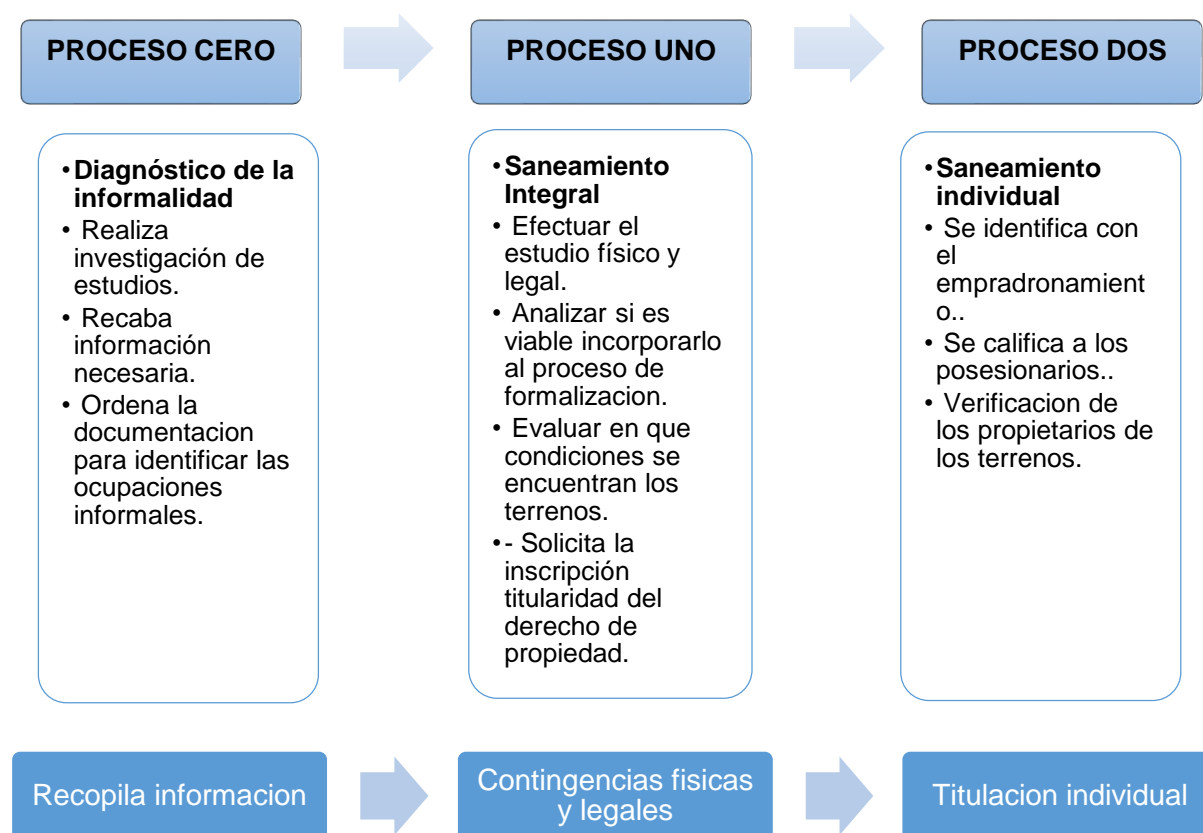 PROCESO CERO
PROCESO UNO
PROCESO DOS
•Diagnóstico de la
informalidad
• Realiza
investigación de
estudios.
• Recaba
información
necesaria.
• Ordena la
documentacion
para identificar las
ocupaciones
informales.
•Saneamiento
Integral
• Efectuar el
estudio físico y
legal.
• Analizar si es
viable incorporarlo
al proceso de
formalizacion.
• Evaluar en que
condiciones se
encuentran los
terrenos.
•- Solicita la
inscripción
titularidad del
derecho de
propiedad.
•Saneamiento
individual
• Se identifica con
el
empradronamient
o..
• Se califica a los
posesionarios..
• Verificacion de
los propietarios de
los terrenos.
Recopila informacion
Contingencias fisicas
y legales
Titulacion individual